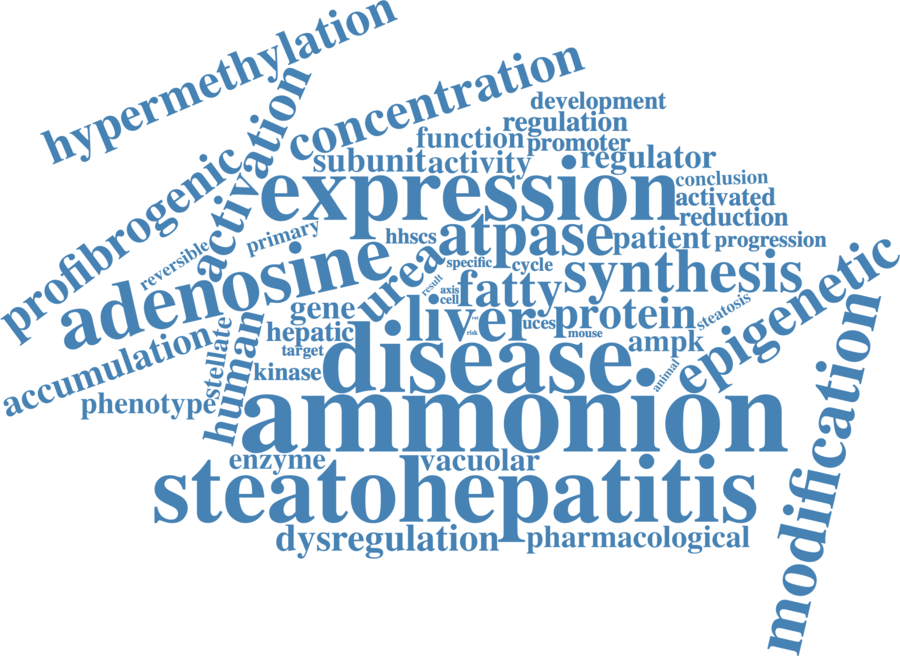 hypermethylation
activation
concentration
development
regulation
function
promoter
subunit
activity
regulator
profibrogenic
expression
conclusion
activated
reduction
reversible
primary
hhscs
atpase
patient
progression
adenosine
urea
specific
cycle
synthesis
epigenetic
result
axis
cell
fatty
gene
liver
rat
risk
uces
protein
mouse
steatosis
accumulation
stellate
human
hepatic
target
kinase
disease
ampk
animal
phenotype
ammonion
modification
enzyme
vacuolar
steatohepatitis
dysregulation
pharmacological